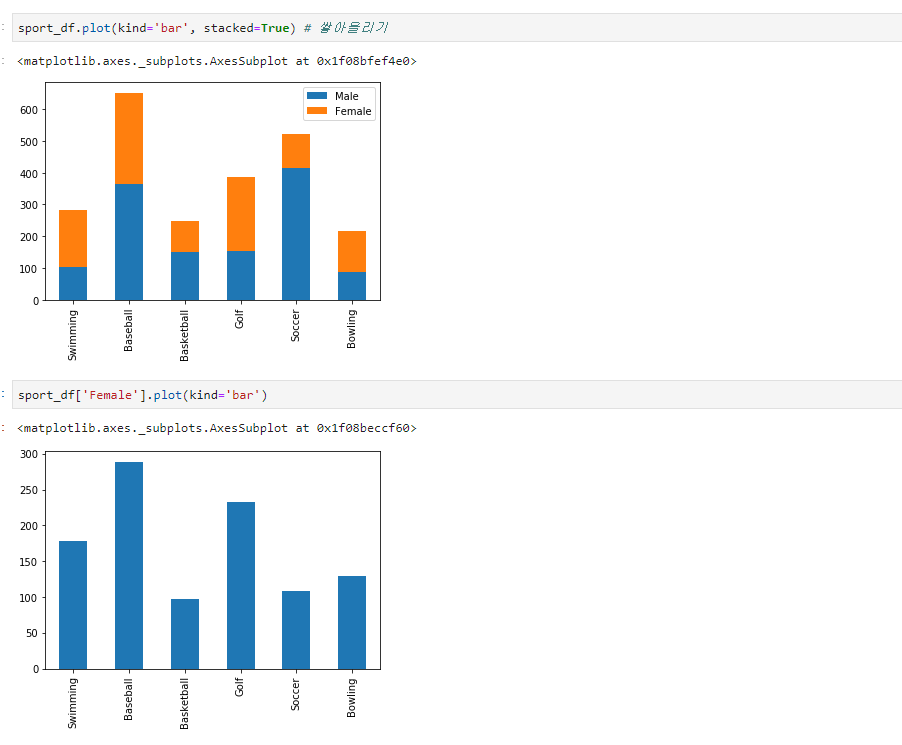 : sport_df.plot(kind='bar', stacked=True) # 쌓아올리기
: <matplotlib.axes._subplots.AxesSubplot at 0x1f08bfef4e0>
Male
Female
600
500
400
300
200
100
0
Swimming
Baseball
Basketball
Golf
Soccer
Bowling
: sport_df['Female'].plot(kind='bar')
: <matplotlib.axes._subplots.AxesSubplot at 0x1f08beccf60>
300
250
200
150
100
50
0
Swimming
Baseball
Basketball
Golf
Soccer
Bowling